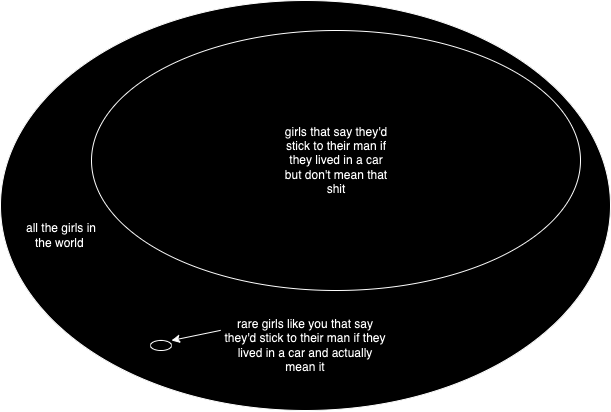 girls that say they'd
stick to their man if
they lived in a car
but don't mean that
shit
all the girls in
the world
rare girls like you that say
they'd stick to their man if they
lived in a car and actually
mean it